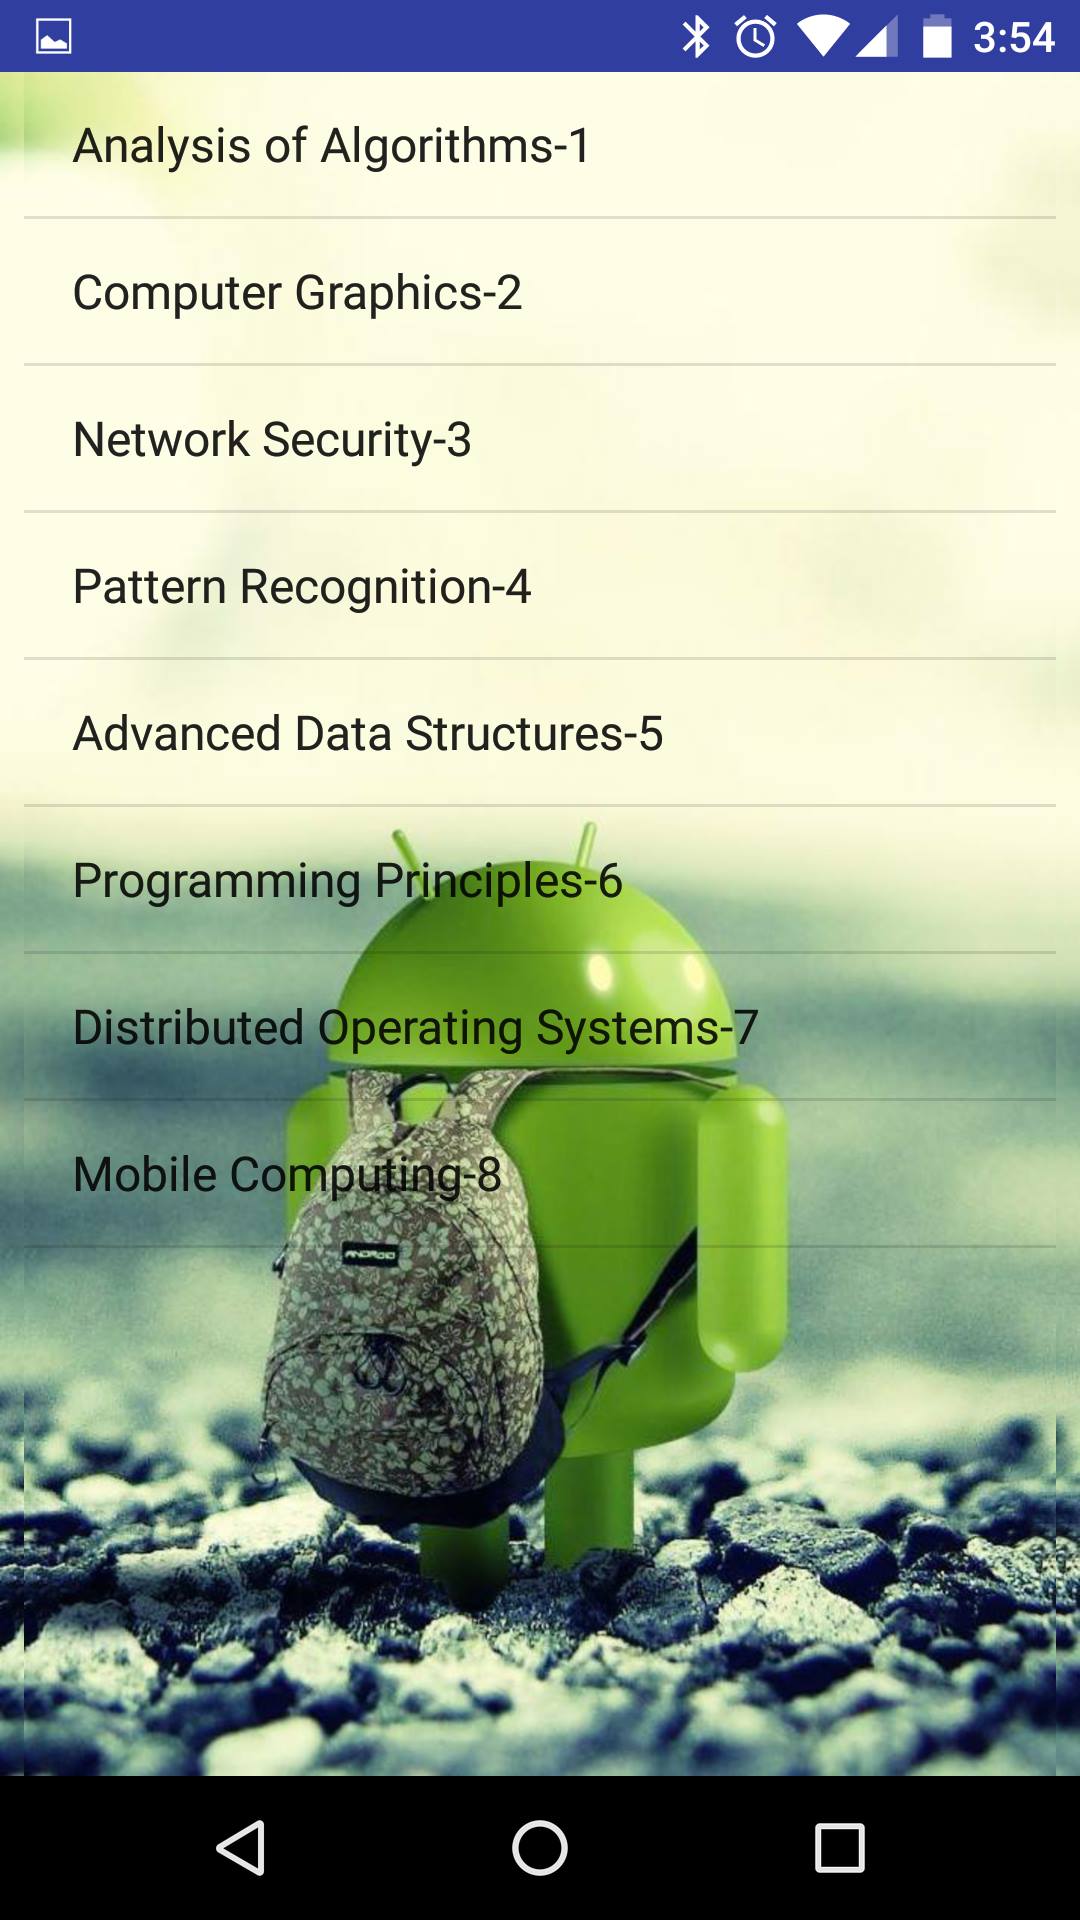 3:54
Analysis of Algorithms-1
Computer Graphics-2
Network Security-3
Pattern Recognition-4
Advanced Data Structures-5
Programming Principles-6
Distributed Operating Systems-7
Mobile Computing-8
ANDROID